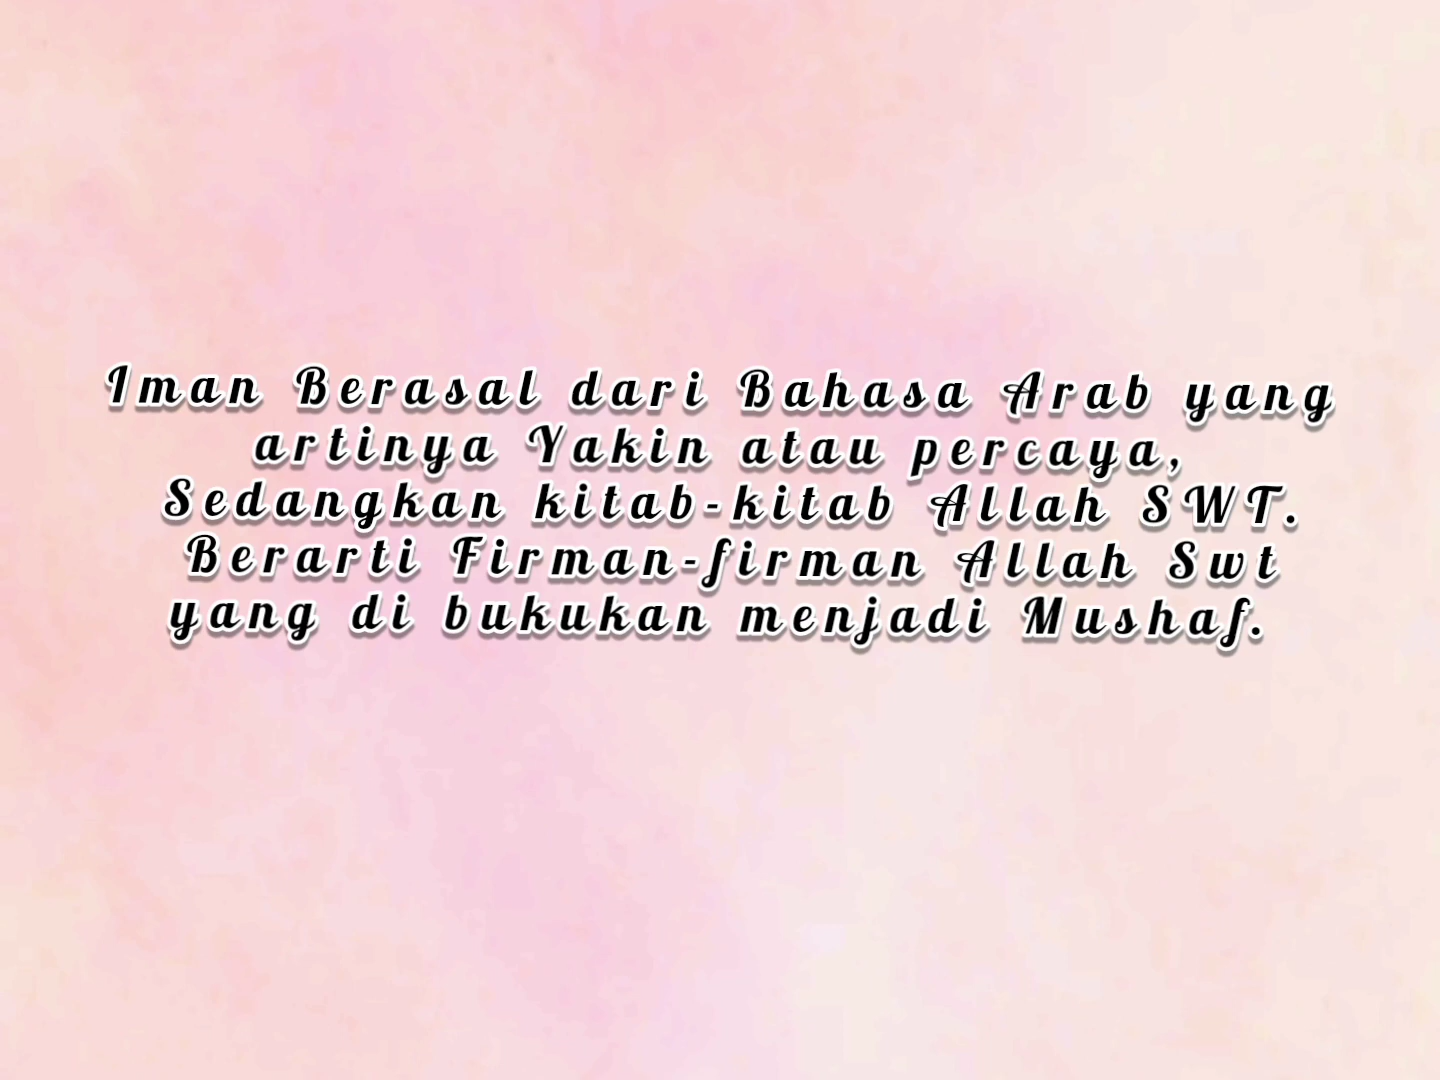 Iman Berasal dari Bahasa Arab yang
artinya Yakin atau percaya,
Sedangkan kitab-kitab Allah SWT.
Berarti Firman-firman Allah Swt
yang di bukukan menjadi Mushaf.